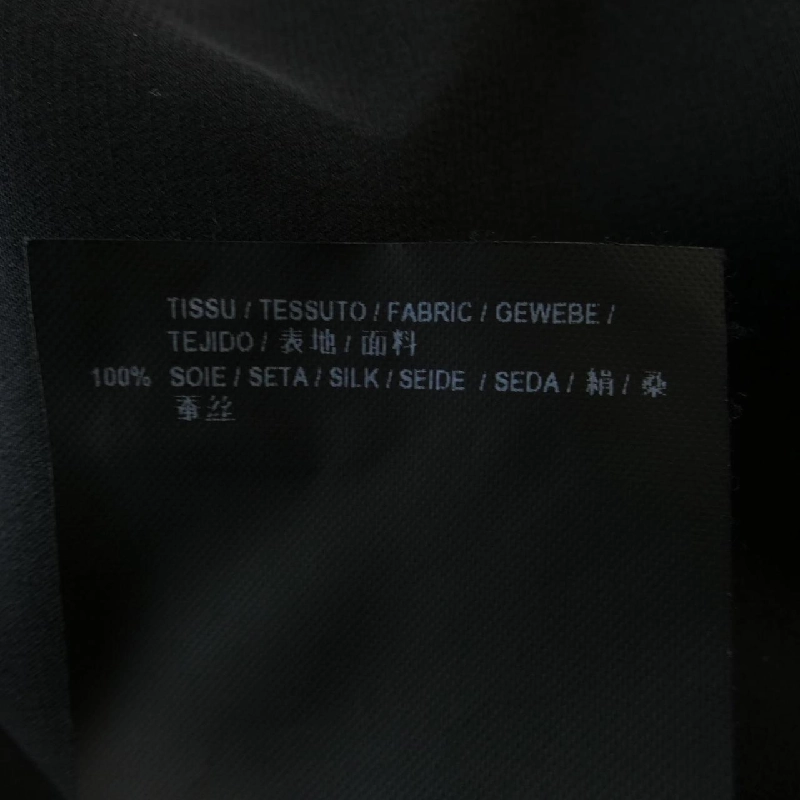 TISSU / TESSUTO / FABRIC / GEWEBE /
TEJIDO / 表地 / 面料
100% SOIE / SETA / SILK / SEIDE / SEDA / 絹 / 桑
蚕丝